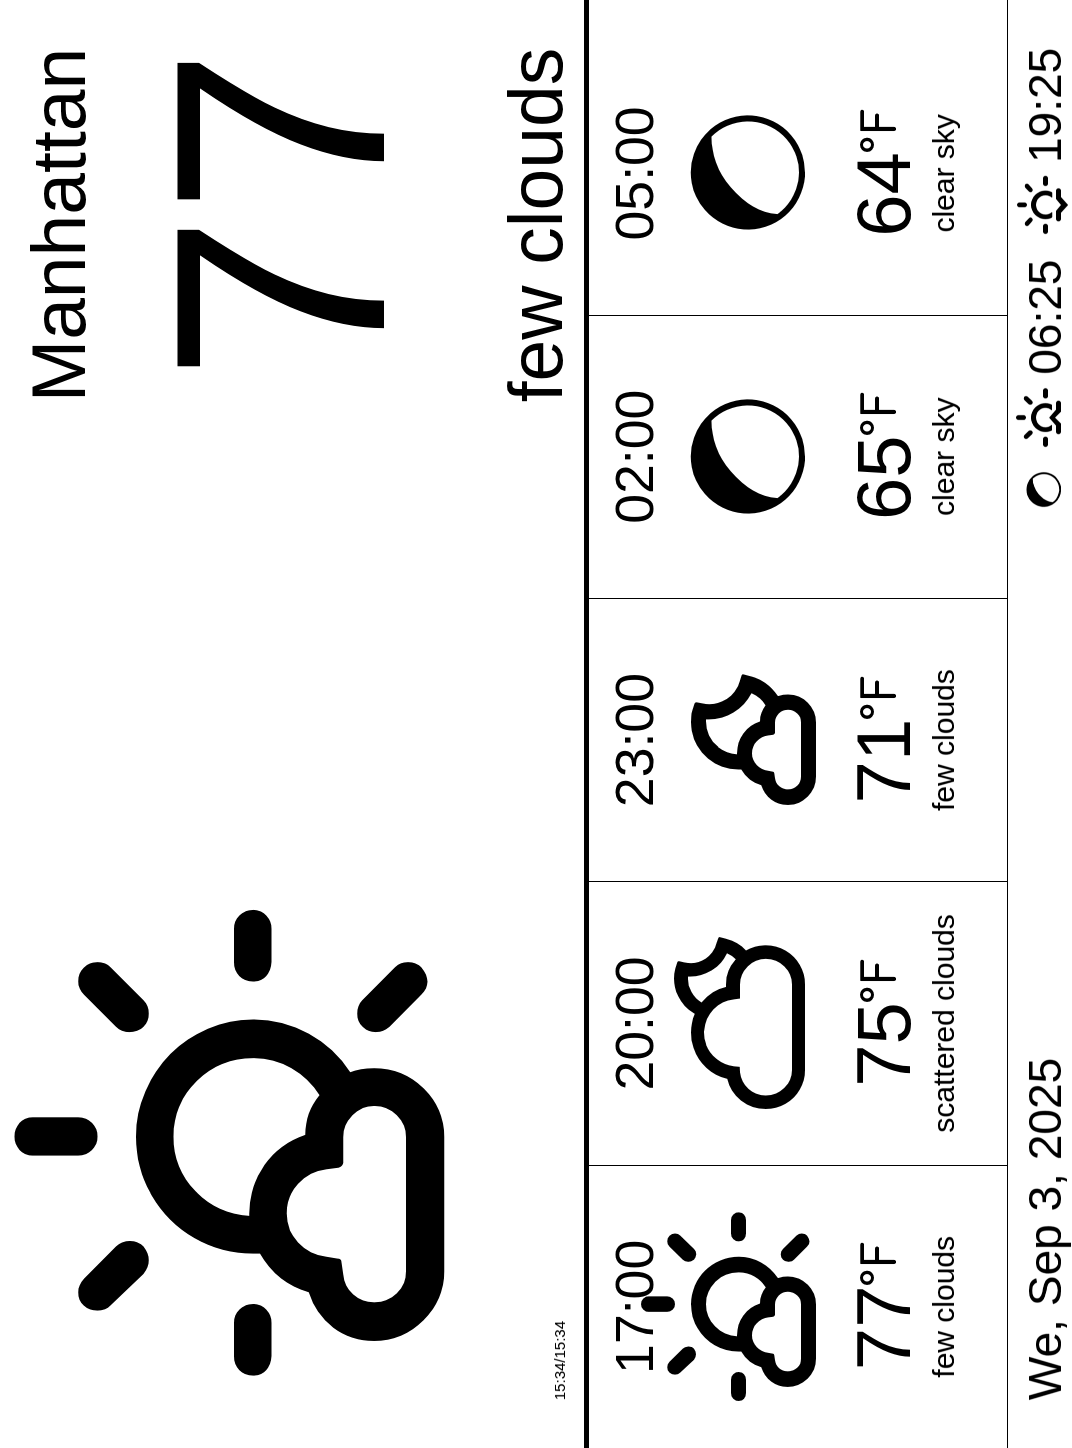 Manhattan
77
few clouds
15:34/15:34
17:00
77°F
few clouds
20:00
75°F
scattered clouds
23:00
71°F
few clouds
02:00
65°F
clear sky
05:00
64°F
clear sky
We, Sep 3, 2025
06:25
19:25